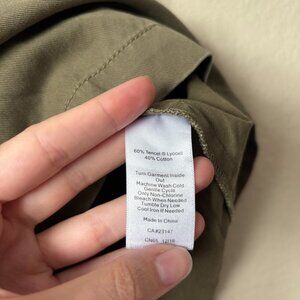 60% Tencel ® Lyocell
40% Cotton
Turn Garment Inside
Out
Machine Wash Cold
Gentle Cycle
Only Non-Chlorine
Bleach When Needed
Tumble Dry Low
Cool Iron If Needed
Made in China
CA#23147